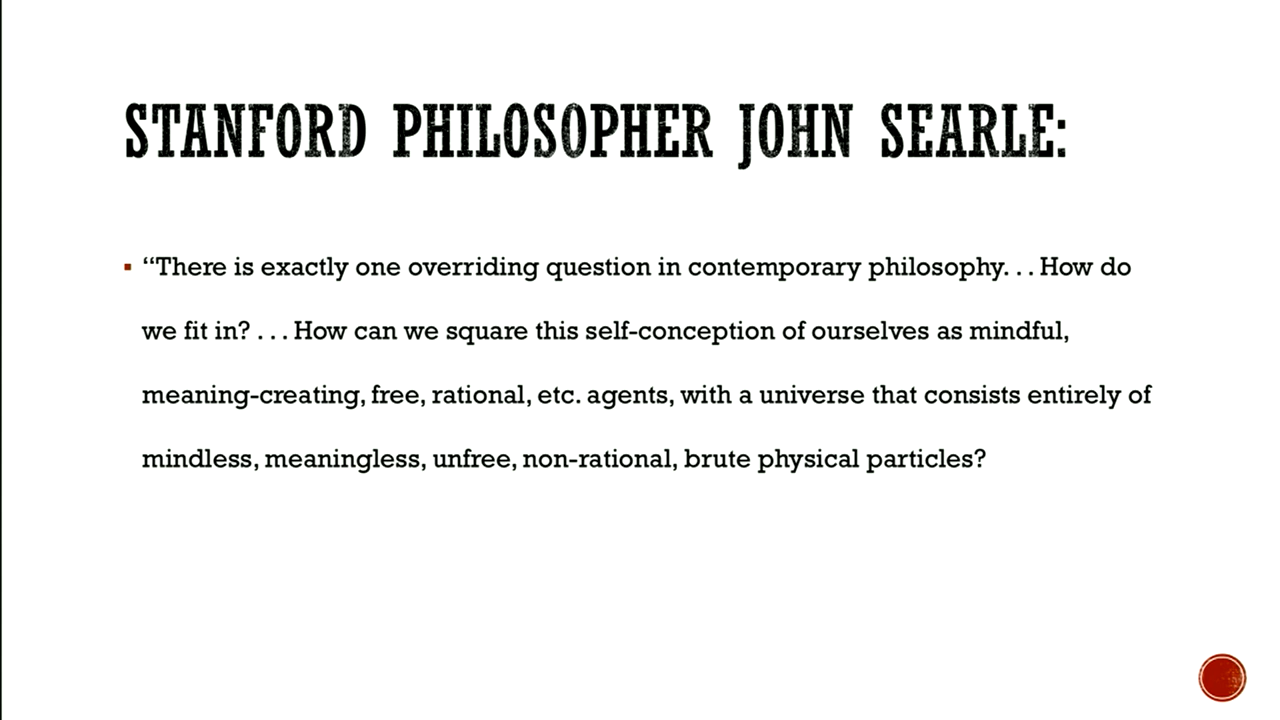 STANFORD PHILOSOPHER JOHN SEARLE:
“There is exactly one overriding question in contemporary philosophy. . . How do
we fit in? . . . How can we square this self-conception of ourselves as mindful,
meaning-creating, free, rational, etc. agents, with a universe that consists entirely of
mindless, meaningless, unfree, non-rational, brute physical particles?